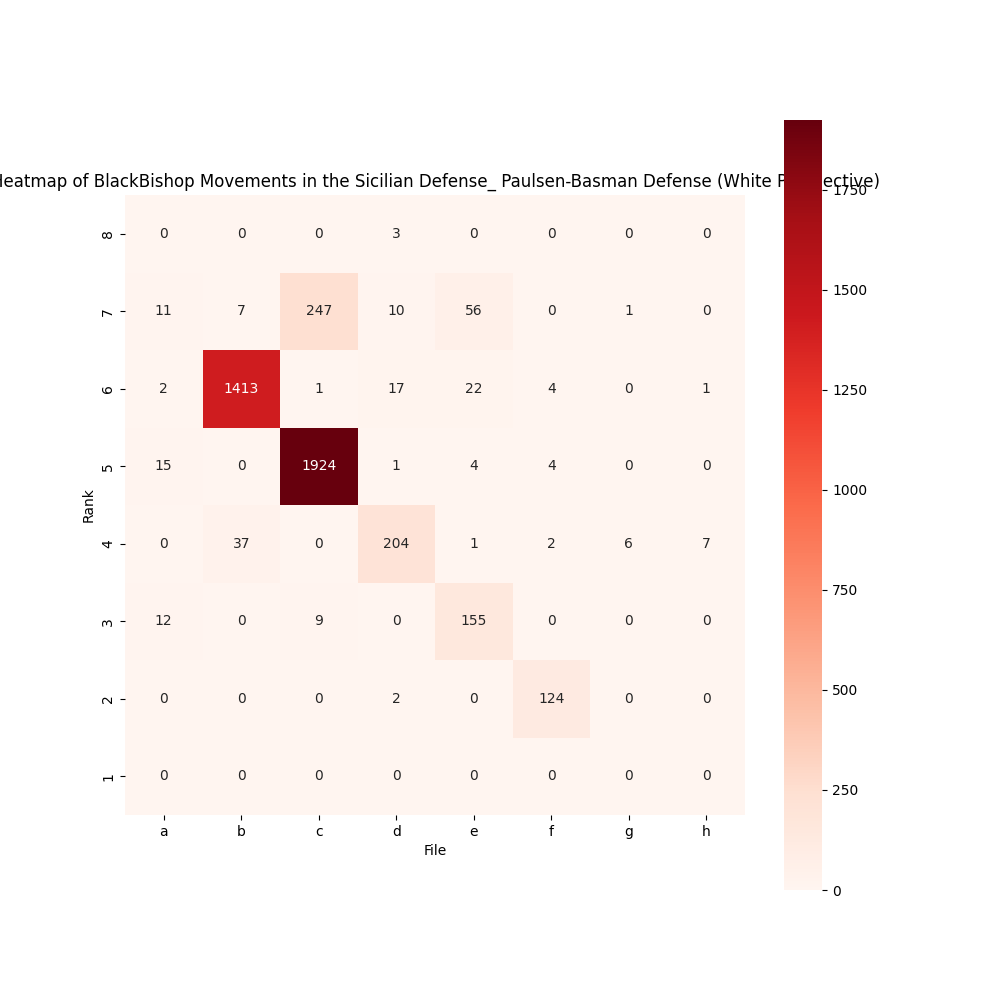 Heatmap of BlackBishop Movements in the Sicilian Defense_ Paulsen-Basman Defense (White Perspective)
8 0 0 0 3 0 0 0 0
7 11 7 247 10 56 0 1 0
6 2 1413 1 17 22 4 0 1
5 15 0 1924 1 4 4 0 0
4 0 37 0 204 1 2 6 7
3 12 0 9 0 155 0 0 0
2 0 0 0 2 0 124 0 0
1 0 0 0 0 0 0 0 0
a b c d e f g h
File
Rank
1750
1500
1250
1000
750
500
250
0